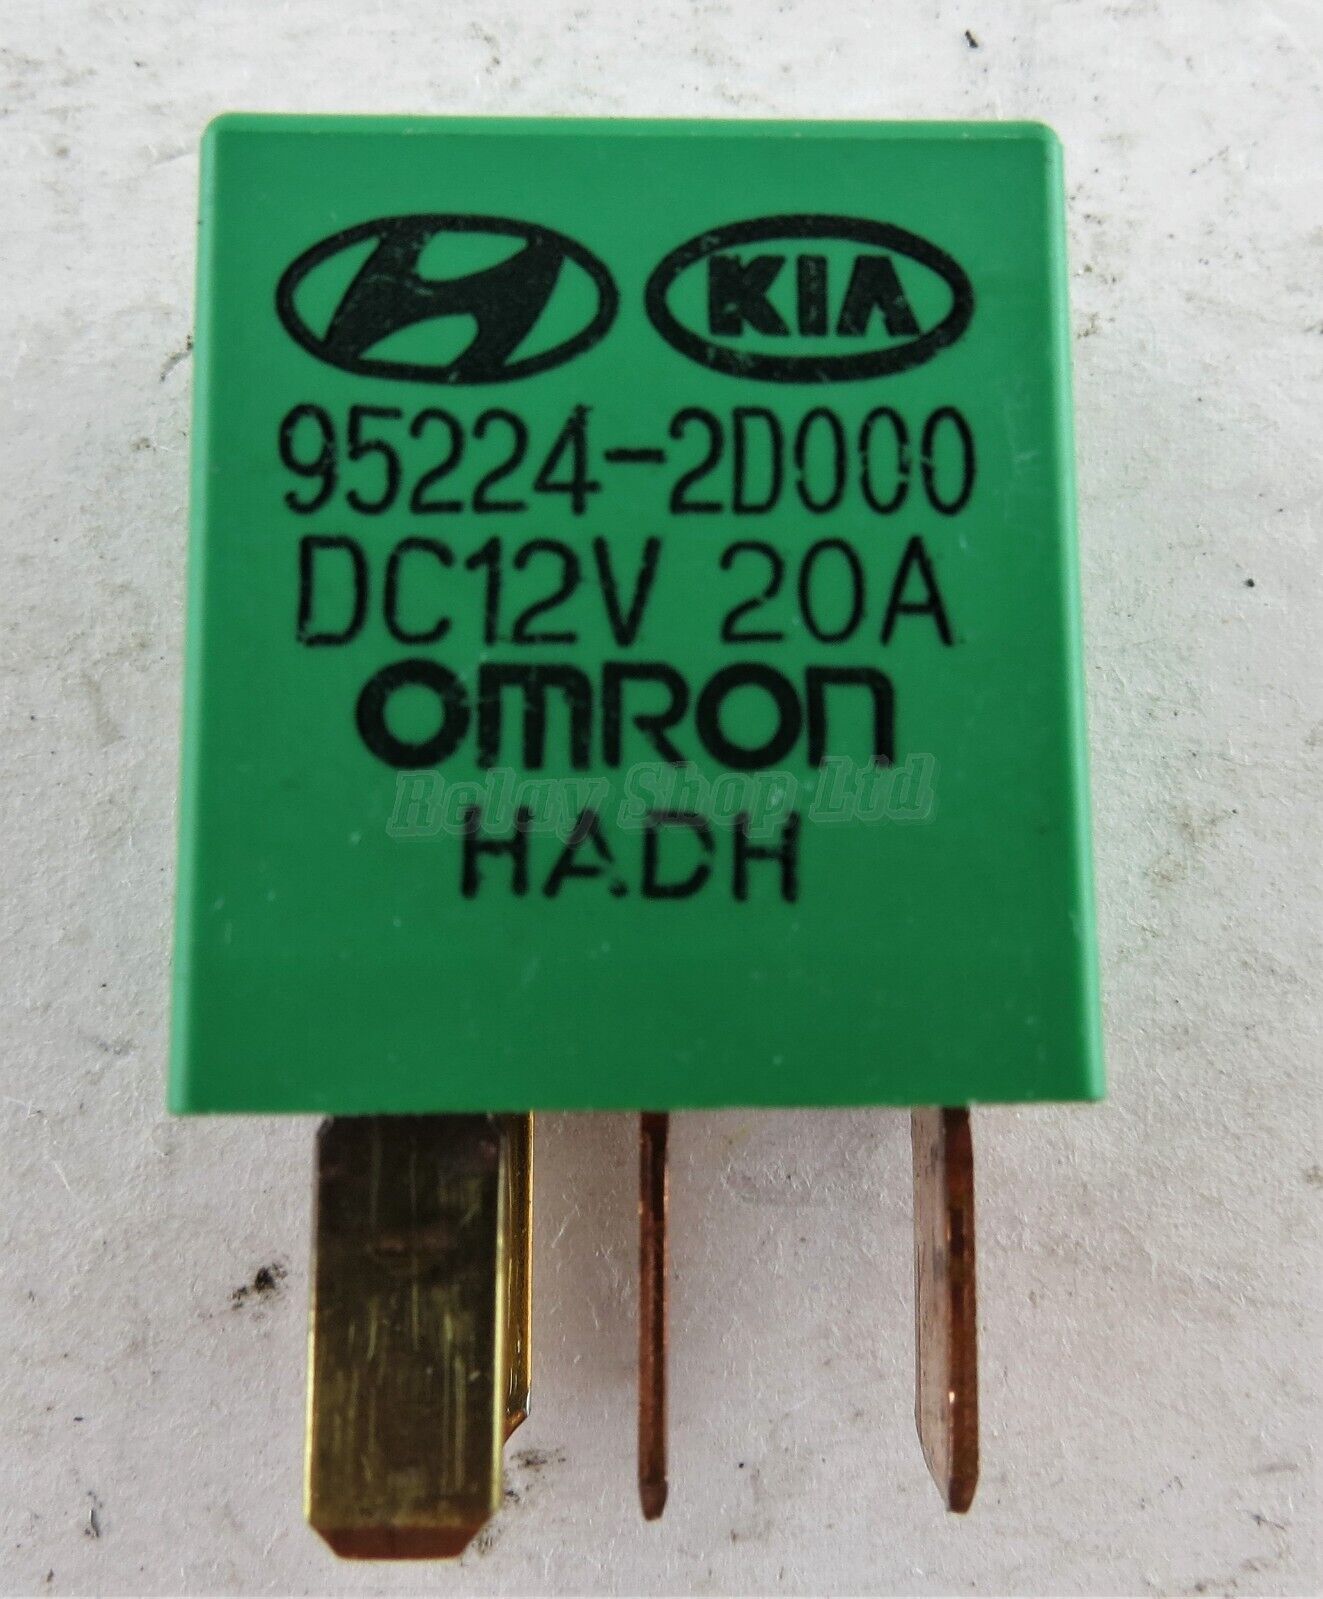 KIA
95224-2D000
DC12V 20A
OMRON
Relay Shop Ltd
HADH